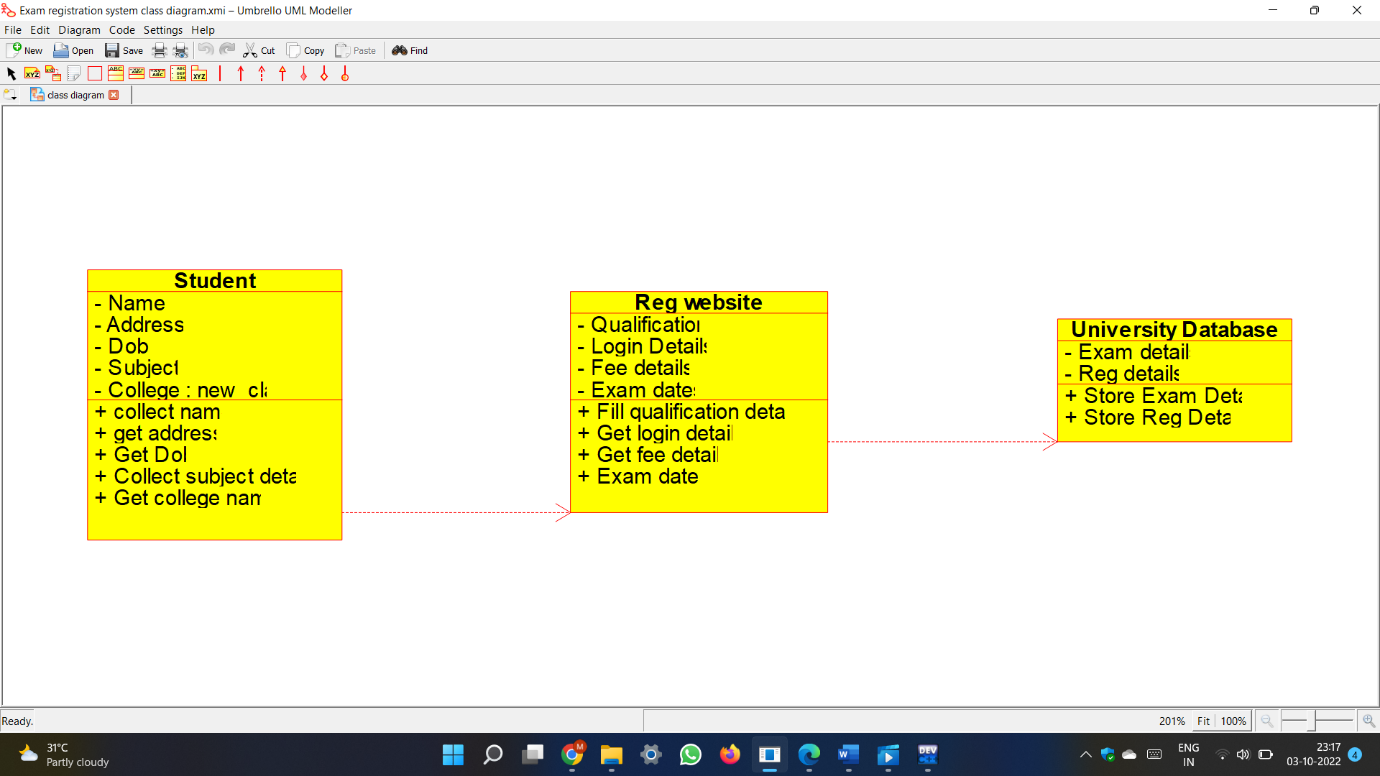 Exam registration system class diagram.xmi – Umbrello UML Modeller
File Edit Diagram Code Settings Help
New Open Save Cut Copy Paste Find
class diagram
Student
- Name
- Address
- Dob
- Subject
- College : new_cl
+ collect nam
+ get address
+ Get Dol
+ Collect subject deta
+ Get college nam
Reg website
- Qualification
- Login Details
- Fee details
- Exam dates
+ Fill qualification deta
+ Get login detail
+ Get fee detail
+ Exam date
University Database
- Exam detail
- Reg details
+ Store Exam Deta
+ Store Reg Deta
Ready.
201% Fit 100%
31°C
Partly cloudy
ENG
IN
23:17
03-10-2022
4